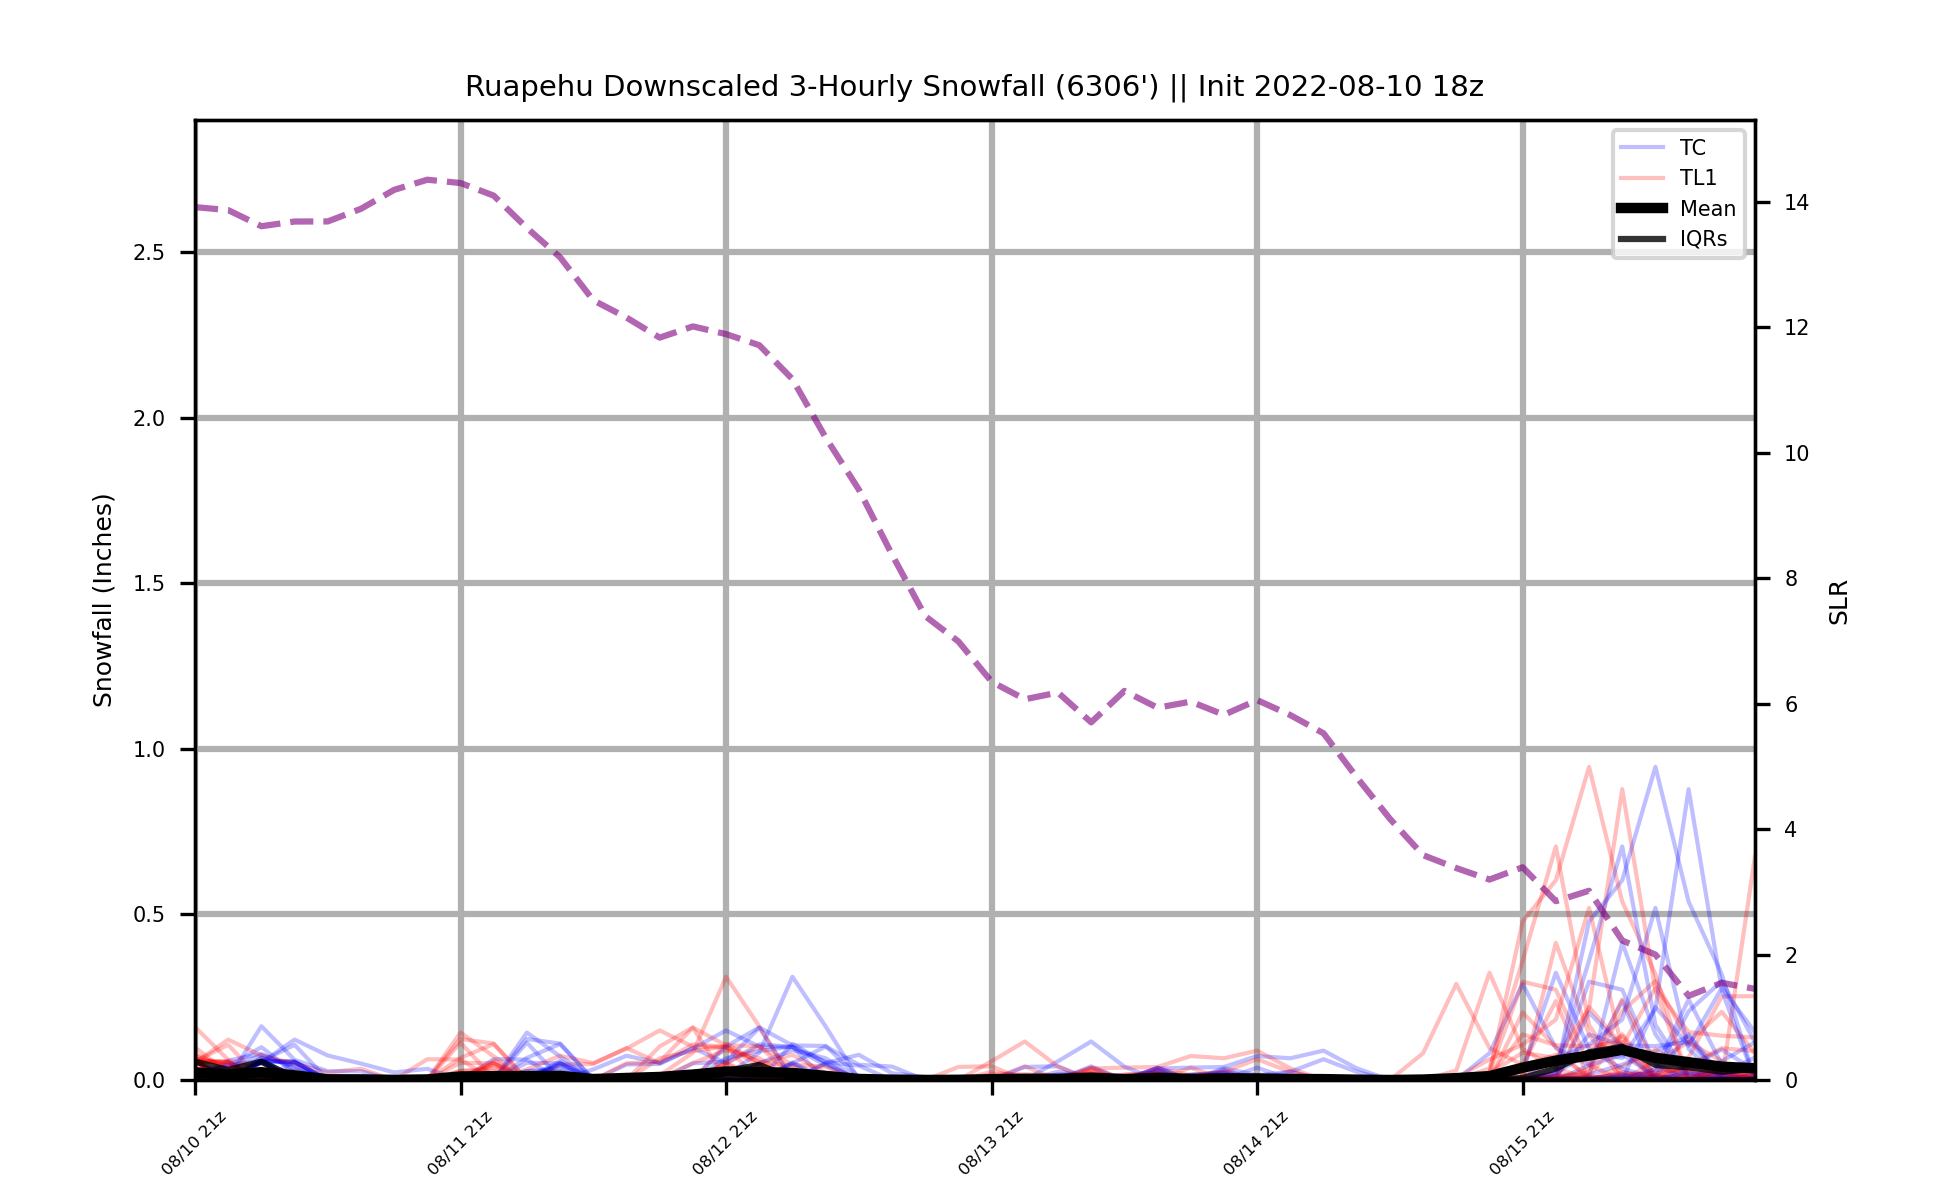 Ruapehu Downscaled 3-Hourly Snowfall (6306') || Init 2022-08-10 18z
TC
TL1
Mean
IQRs
Snowfall (Inches)
2.5
2.0
1.5
1.0
0.5
0.0
14
12
10
8
6
4
2
0
SLR
08/10 21z
08/11 21z
08/12 21z
08/13 21z
08/14 21z
08/15 21z